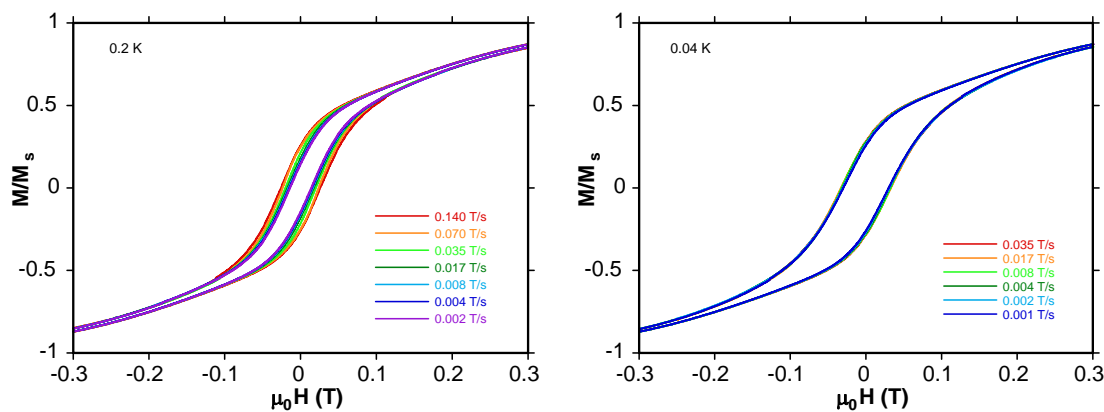 1
0.5
0
-0.5
-1
M/M s
0.2 K
0.140 T/s
0.070 T/s
0.035 T/s
0.017 T/s
0.008 T/s
0.004 T/s
0.002 T/s
-0.3 -0.2 -0.1 0 0.1 0.2 0.3
μ0H (T)
1
0.5
0
-0.5
-1
M/M s
0.04 K
0.035 T/s
0.017 T/s
0.008 T/s
0.004 T/s
0.002 T/s
0.001 T/s
-0.3 -0.2 -0.1 0 0.1 0.2 0.3
μ0H (T)